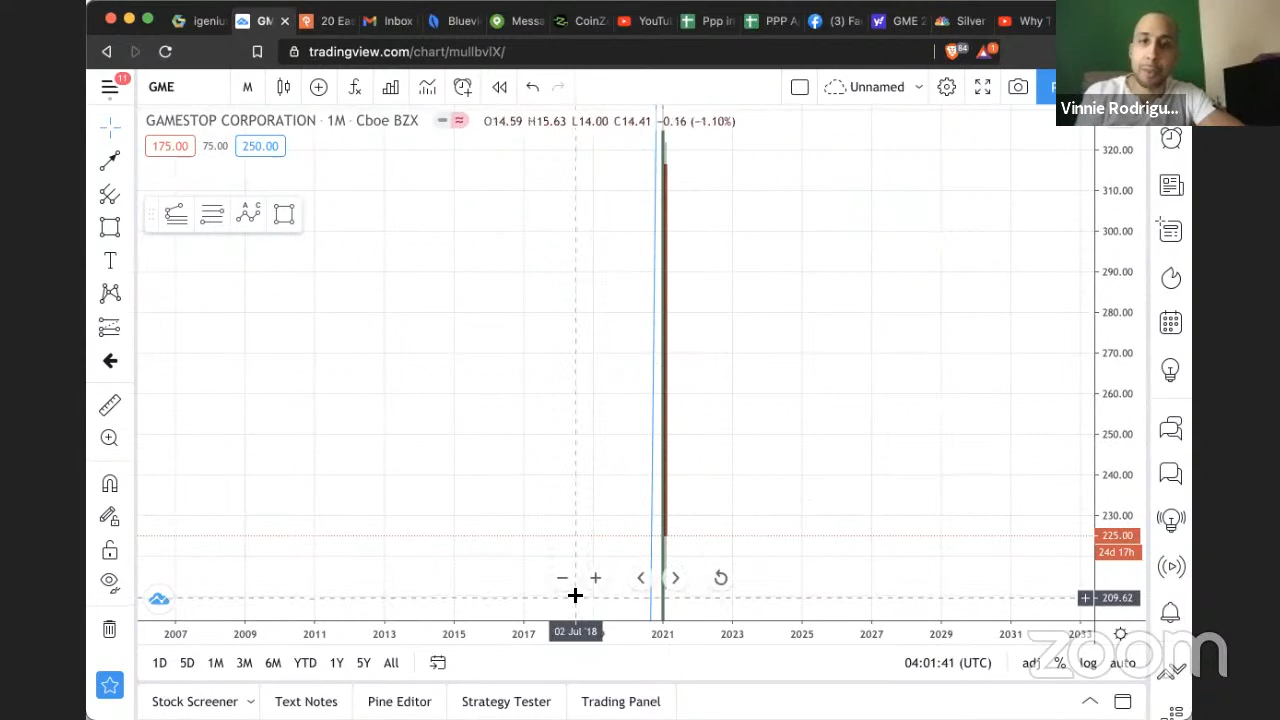 igeniu
GM
20 Eas
Inbox
Bluevi
Messa
CoinZ
YouTU
Ppp in
PPP A
(3) Fa
GME 2
Silver
Why T
tradingview.com/chart/mullbvIX/
84
1
11
GME
M
Unnamed
Vinnie Rodrigu...
GAMESTOP CORPORATION · 1M · Cboe BZX
O14.59 H15.63 L14.00 C14.41 −0.16 (−1.10%)
175.00
75.00
250.00
A C
320.00
310.00
300.00
290.00
280.00
270.00
260.00
250.00
240.00
230.00
225.00
24d 17h
209.62
2007
2009
2011
2013
2015
2017
02 Jul '18
2021
2023
2025
2027
2029
2031
2033
1D 5D 1M 3M 6M YTD 1Y 5Y All
04:01:41 (UTC)
adj % log auto
zoom
Stock Screener
Text Notes
Pine Editor
Strategy Tester
Trading Panel